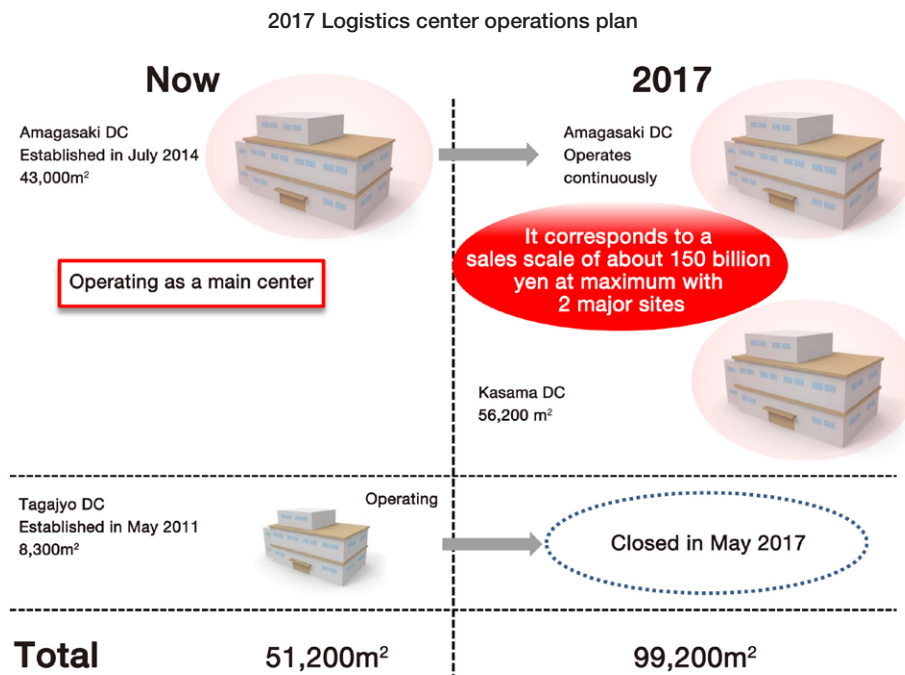 2017 Logistics center operations plan
Now
2017
Amagasaki DC
Established in July 2014
43,000m²
Amagasaki DC
Operates
continuously
Operating as a main center
It corresponds to a
sales scale of about 150 billion
yen at maximum with
2 major sites
Kasama DC
56,200 m²
Tagajyo DC
Established in May 2011
8,300m²
Operating
Closed in May 2017
Total
51,200m²
99,200m²